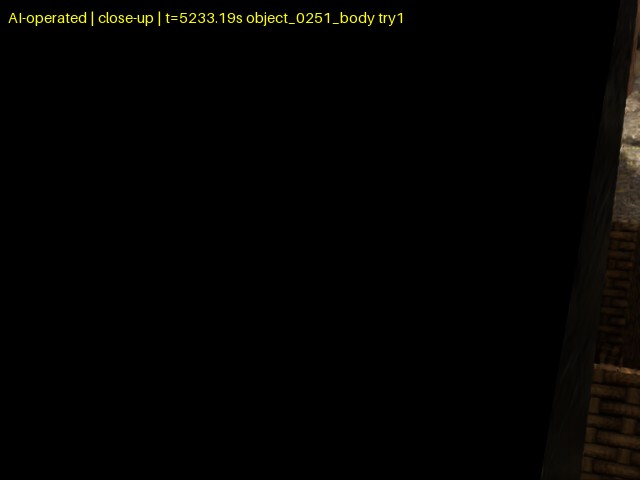 AI-operated | close-up | t=5233.19s object_0251_body try1